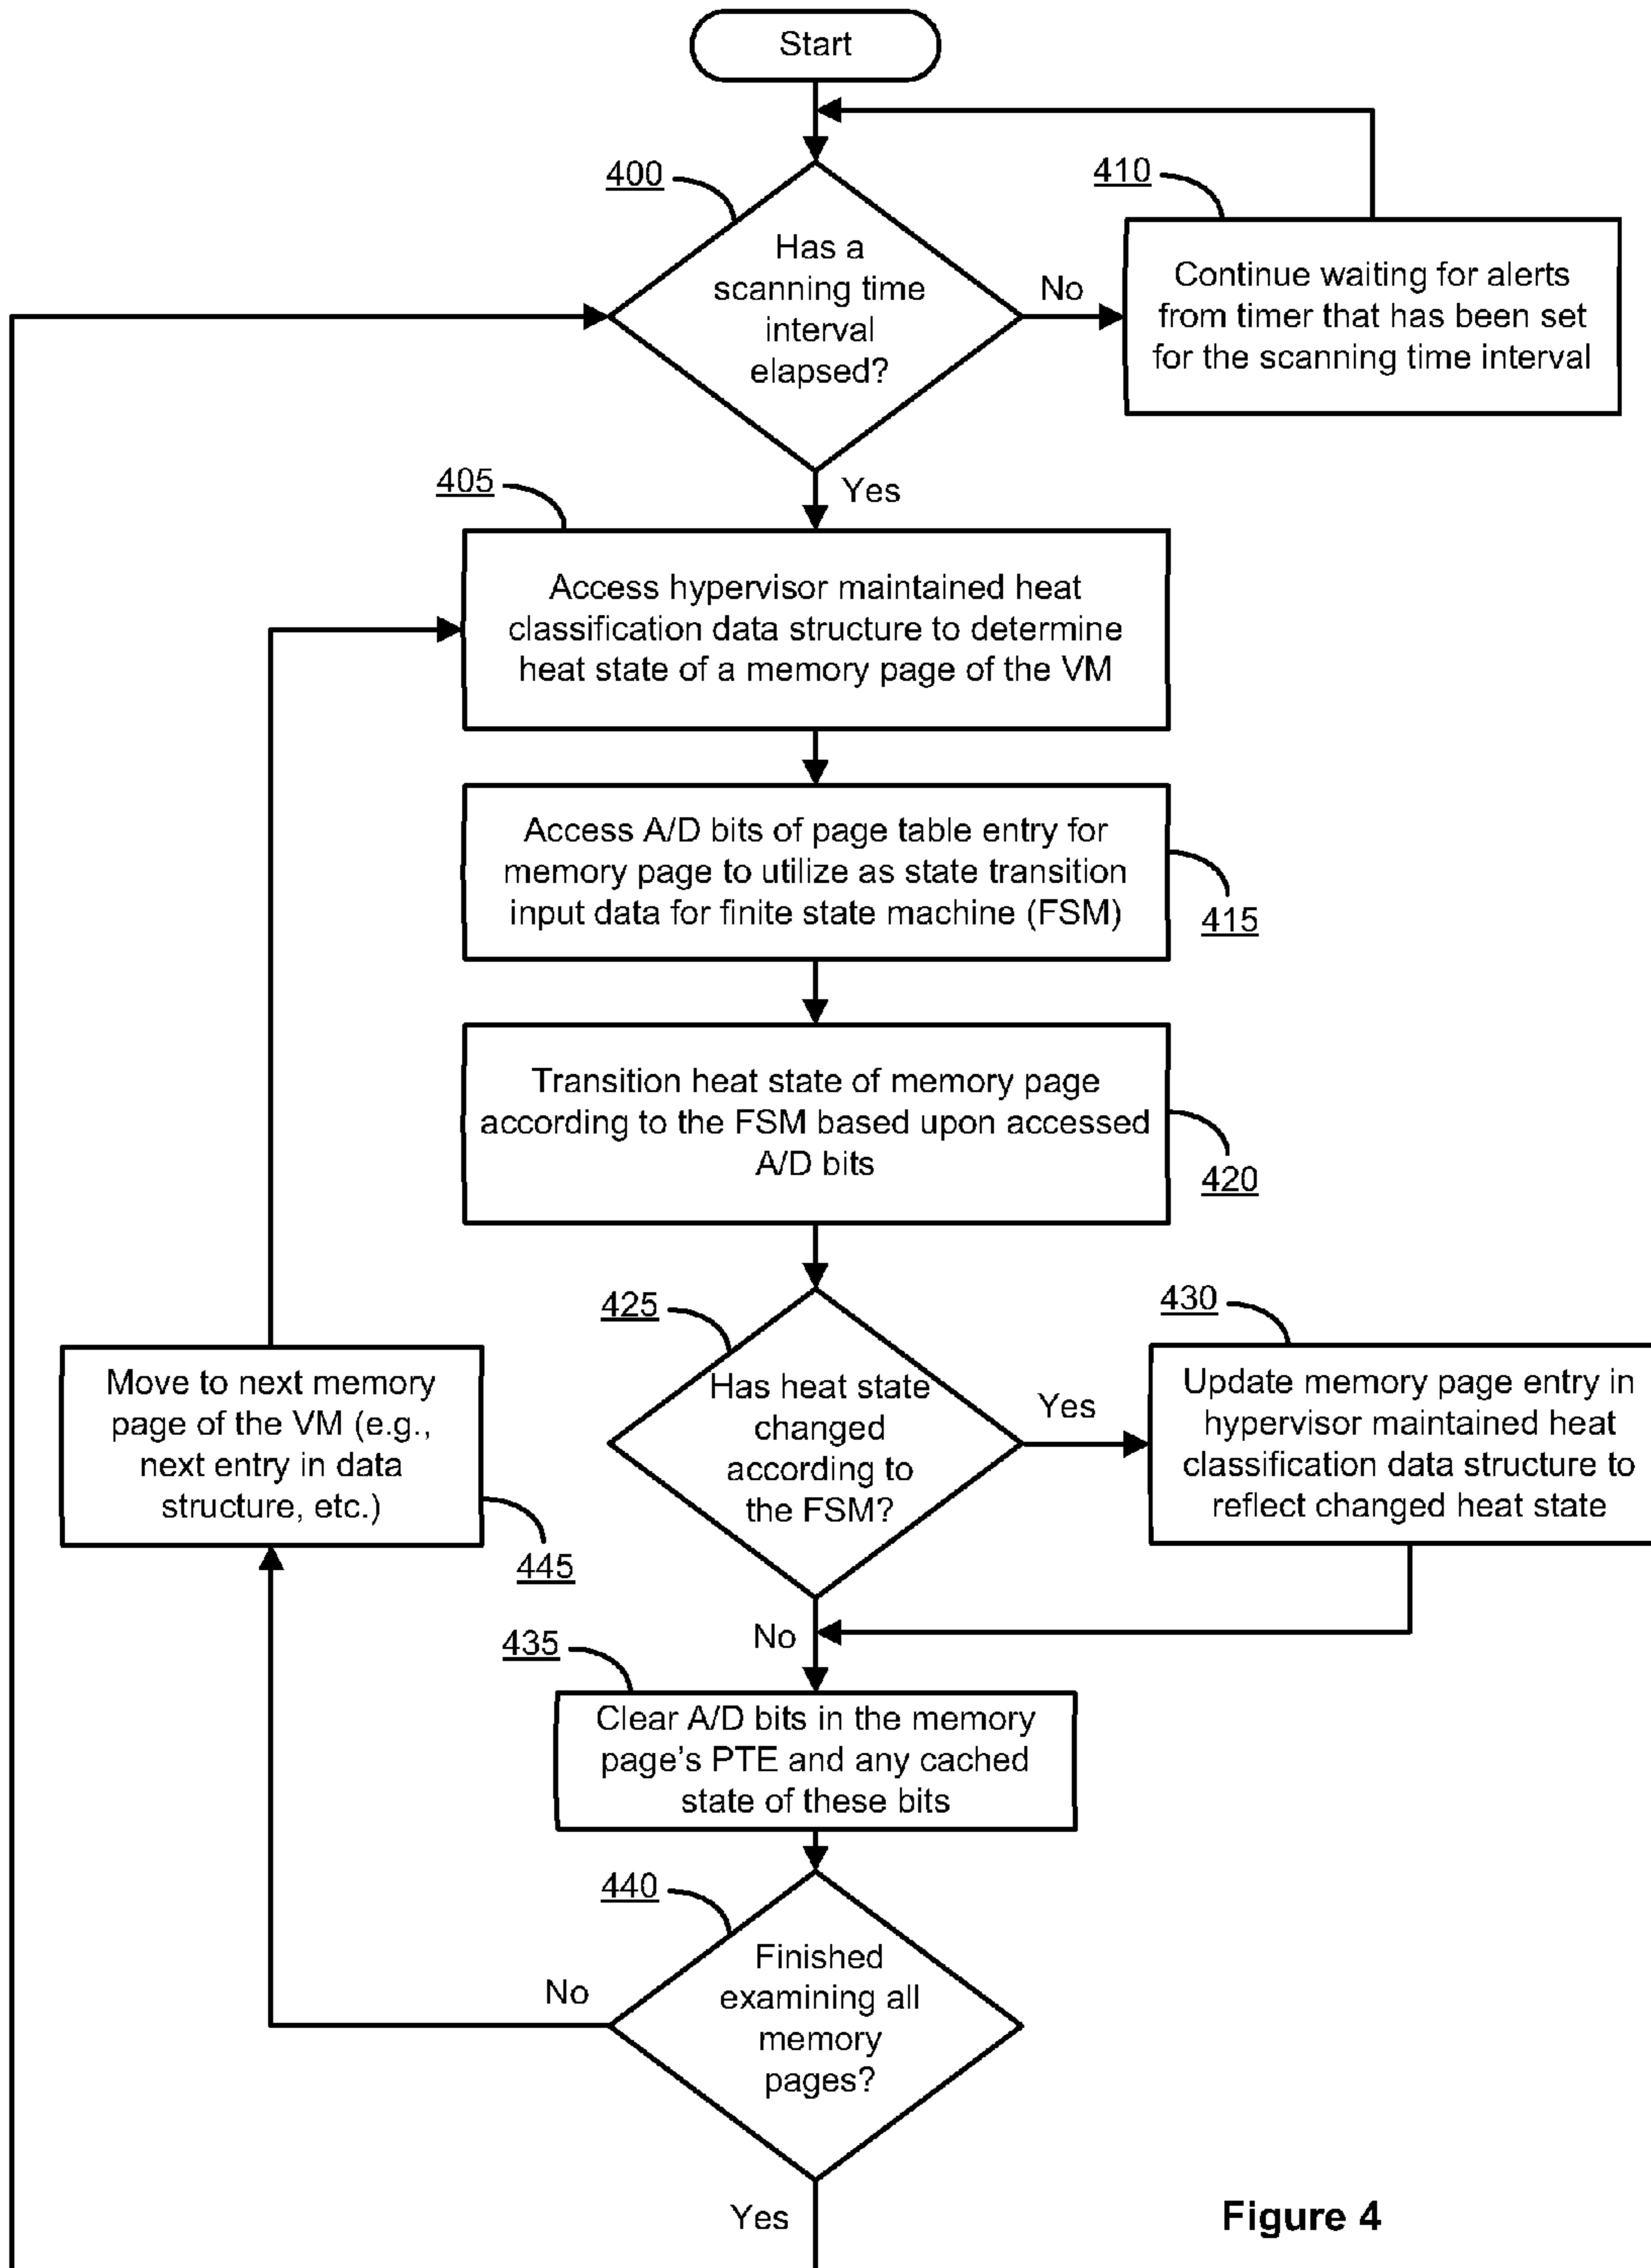 Start
400
Has a
scanning time
interval
elapsed?
No
410
Continue waiting for alerts
from timer that has been set
for the scanning time interval
Yes
405
Access hypervisor maintained heat
classification data structure to determine
heat state of a memory page of the VM
Access A/D bits of page table entry for
memory page to utilize as state transition
input data for finite state machine (FSM)
415
Transition heat state of memory page
according to the FSM based upon accessed
A/D bits
420
425
Has heat state
changed
according to
the FSM?
Yes
430
Update memory page entry in
hypervisor maintained heat
classification data structure to
reflect changed heat state
Move to next memory
page of the VM (e.g.,
next entry in data
structure, etc.)
445
No
435
Clear A/D bits in the memory
page's PTE and any cached
state of these bits
440
Finished
examining all
memory
pages?
No
Yes
Figure 4